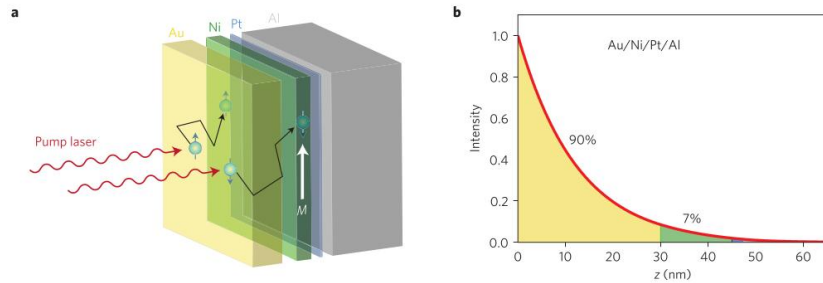 a
Au
Ni
Pt
Al
Pump laser
M
b
Au/Ni/Pt/Al
1.0
0.8
0.6
0.4
0.2
0.0
Intensity
90%
7%
0
10
20
30
40
50
60
z (nm)